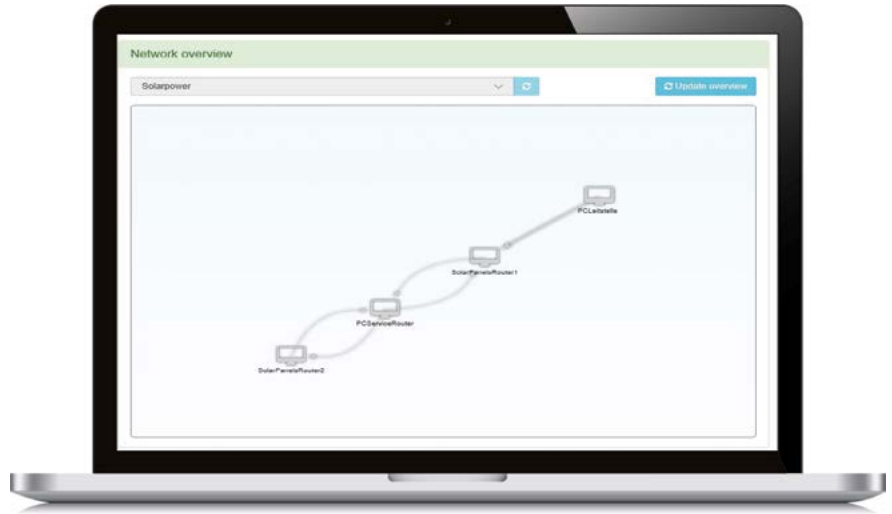 Network overview
Solarpower
Update overview
PCLeitstelle
SolarPanelsRouter1
PCServiceRouter
SolarPanelsRouter2